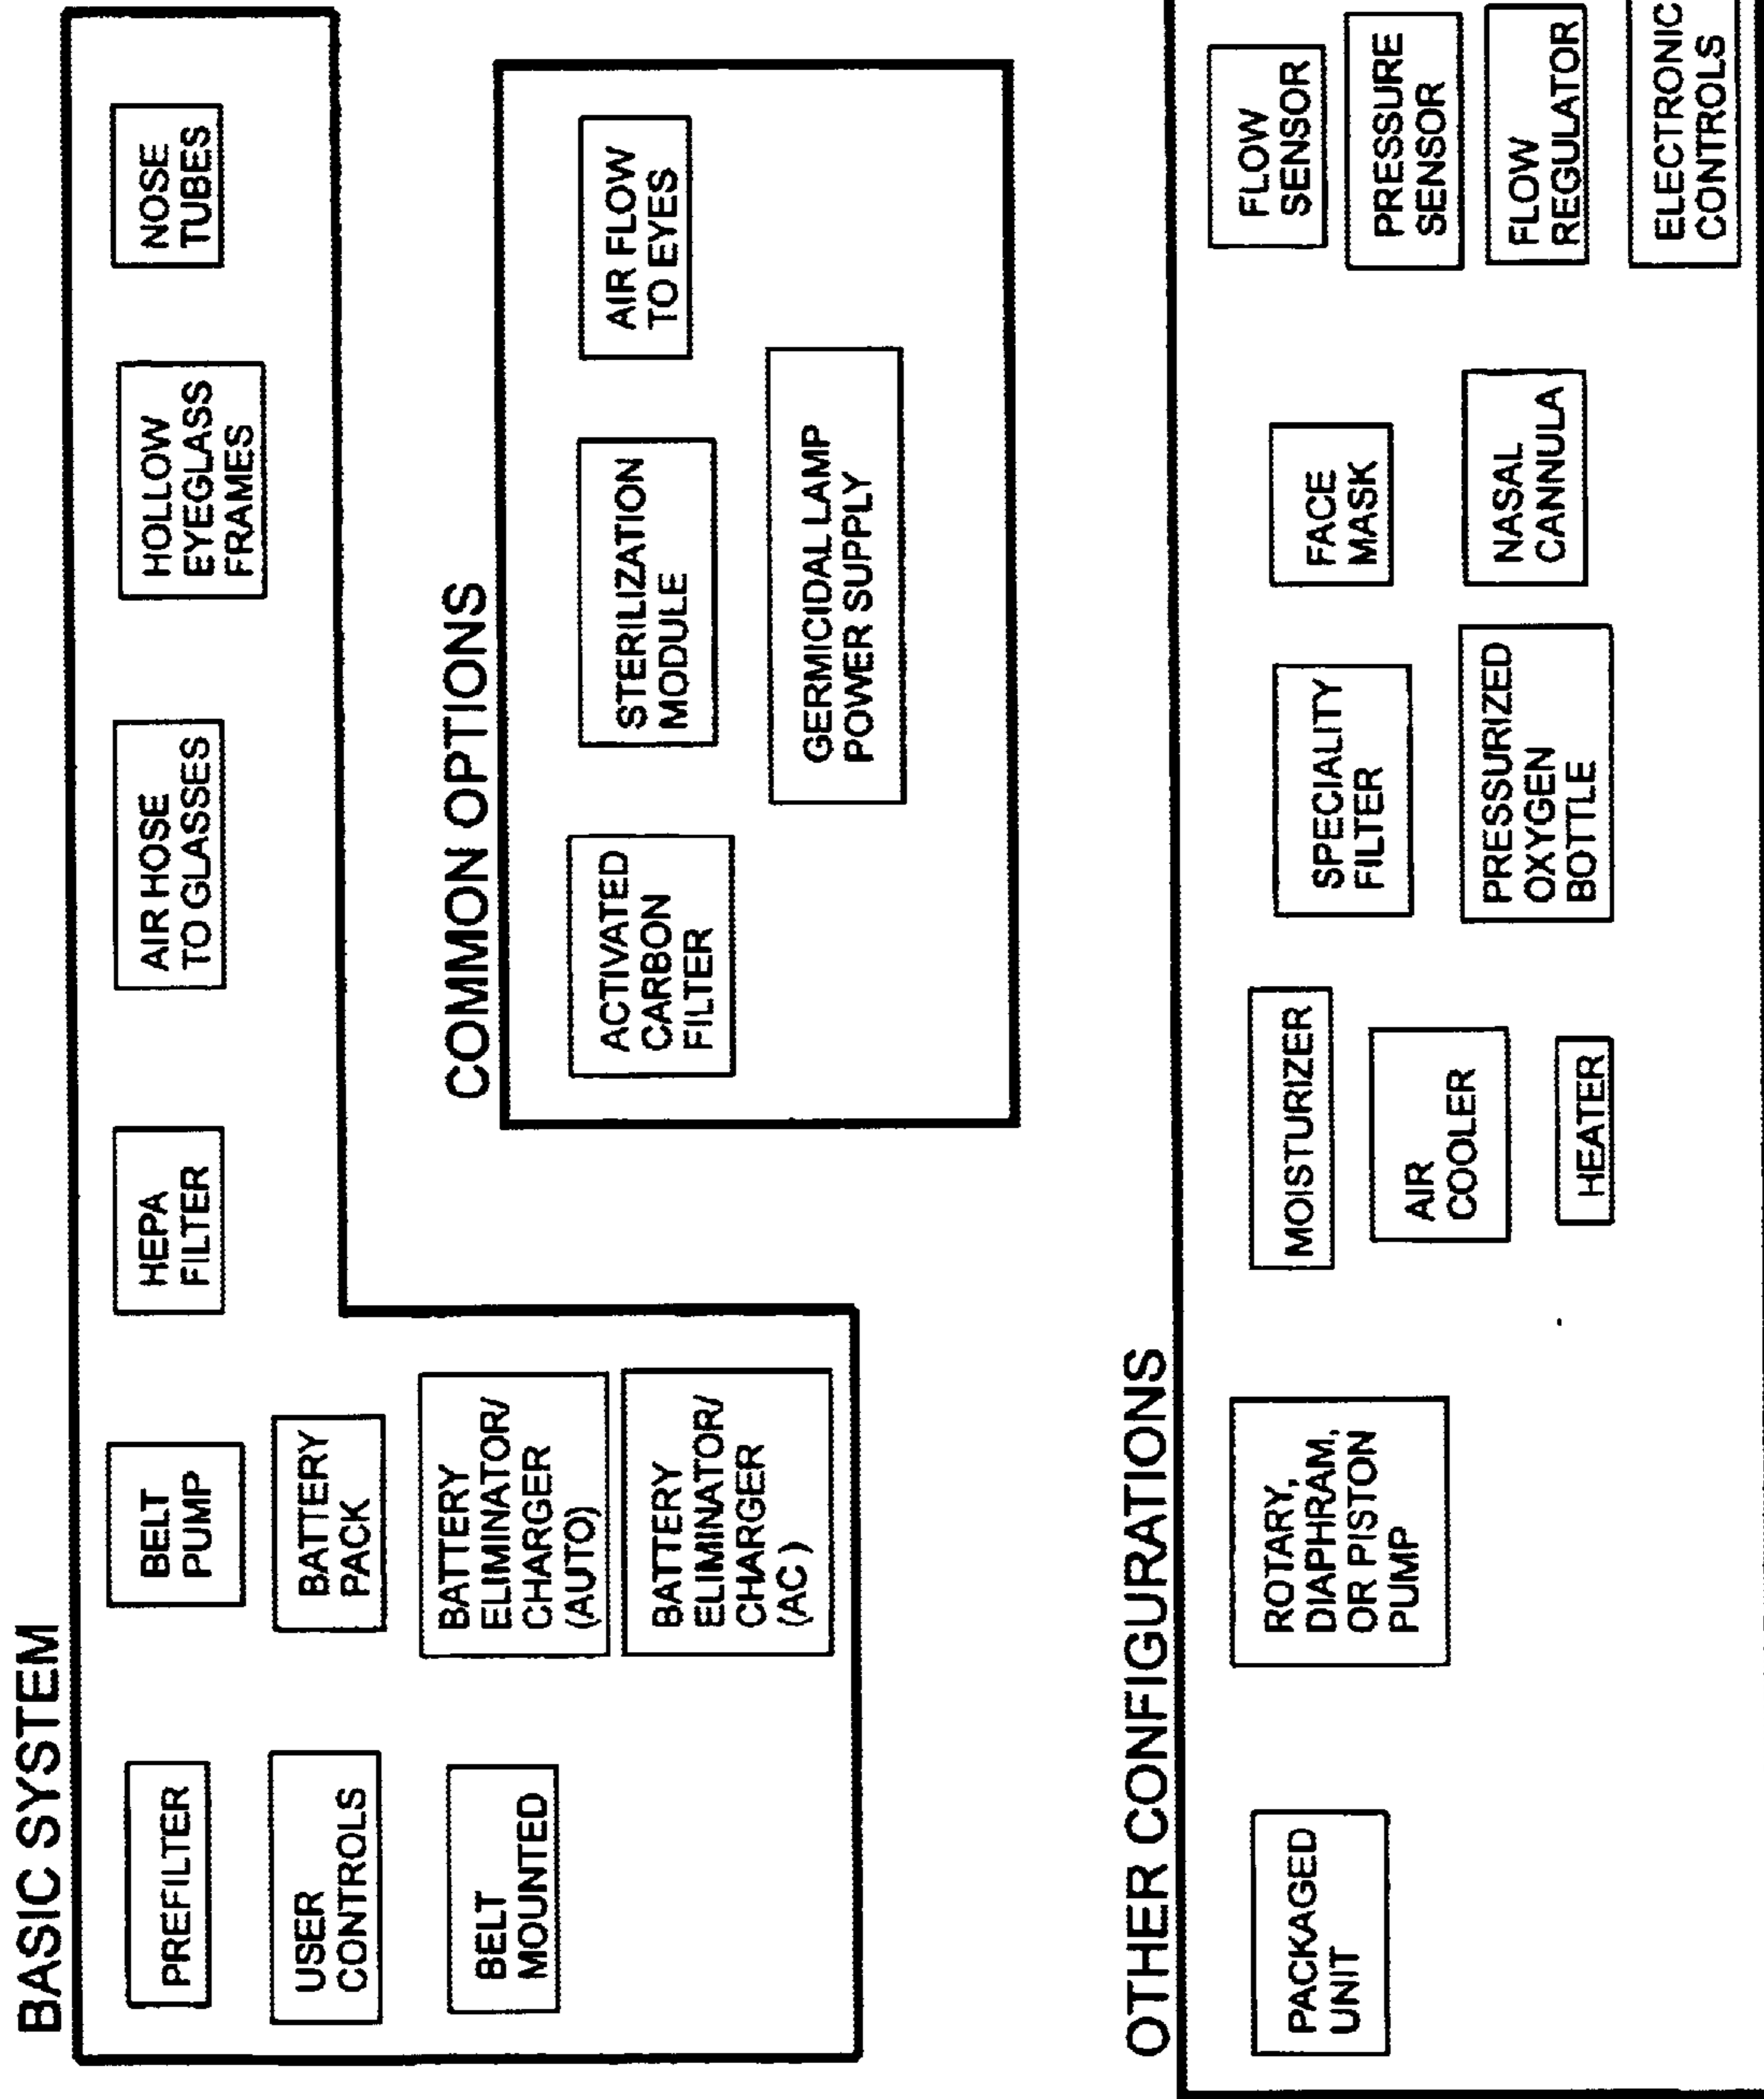 BASIC SYSTEM
PREFILTER
BELT
PUMP
HEPA
FILTER
AIR HOSE
TO GLASSES
HOLLOW
EYEGLASS
FRAMES
NOSE
TUBES
USER
CONTROLS
BATTERY
PACK
BELT
MOUNTED
BATTERY
ELIMINATOR/
CHARGER
(AUTO)
BATTERY
ELIMINATOR/
CHARGER
(AC )
COMMON OPTIONS
ACTIVATED
CARBON
FILTER
STERILIZATION
MODULE
AIR FLOW
TO EYES
GERMICIDAL LAMP
POWER SUPPLY
OTHER CONFIGURATIONS
PACKAGED
UNIT
ROTARY,
DIAPHRAM,
OR PISTON
PUMP
MOISTURIZER
AIR
COOLER
HEATER
SPECIALITY
FILTER
PRESSURIZED
OXYGEN
BOTTLE
FACE
MASK
NASAL
CANNULA
FLOW
SENSOR
PRESSURE
SENSOR
FLOW
REGULATOR
ELECTRONIC
CONTROLS